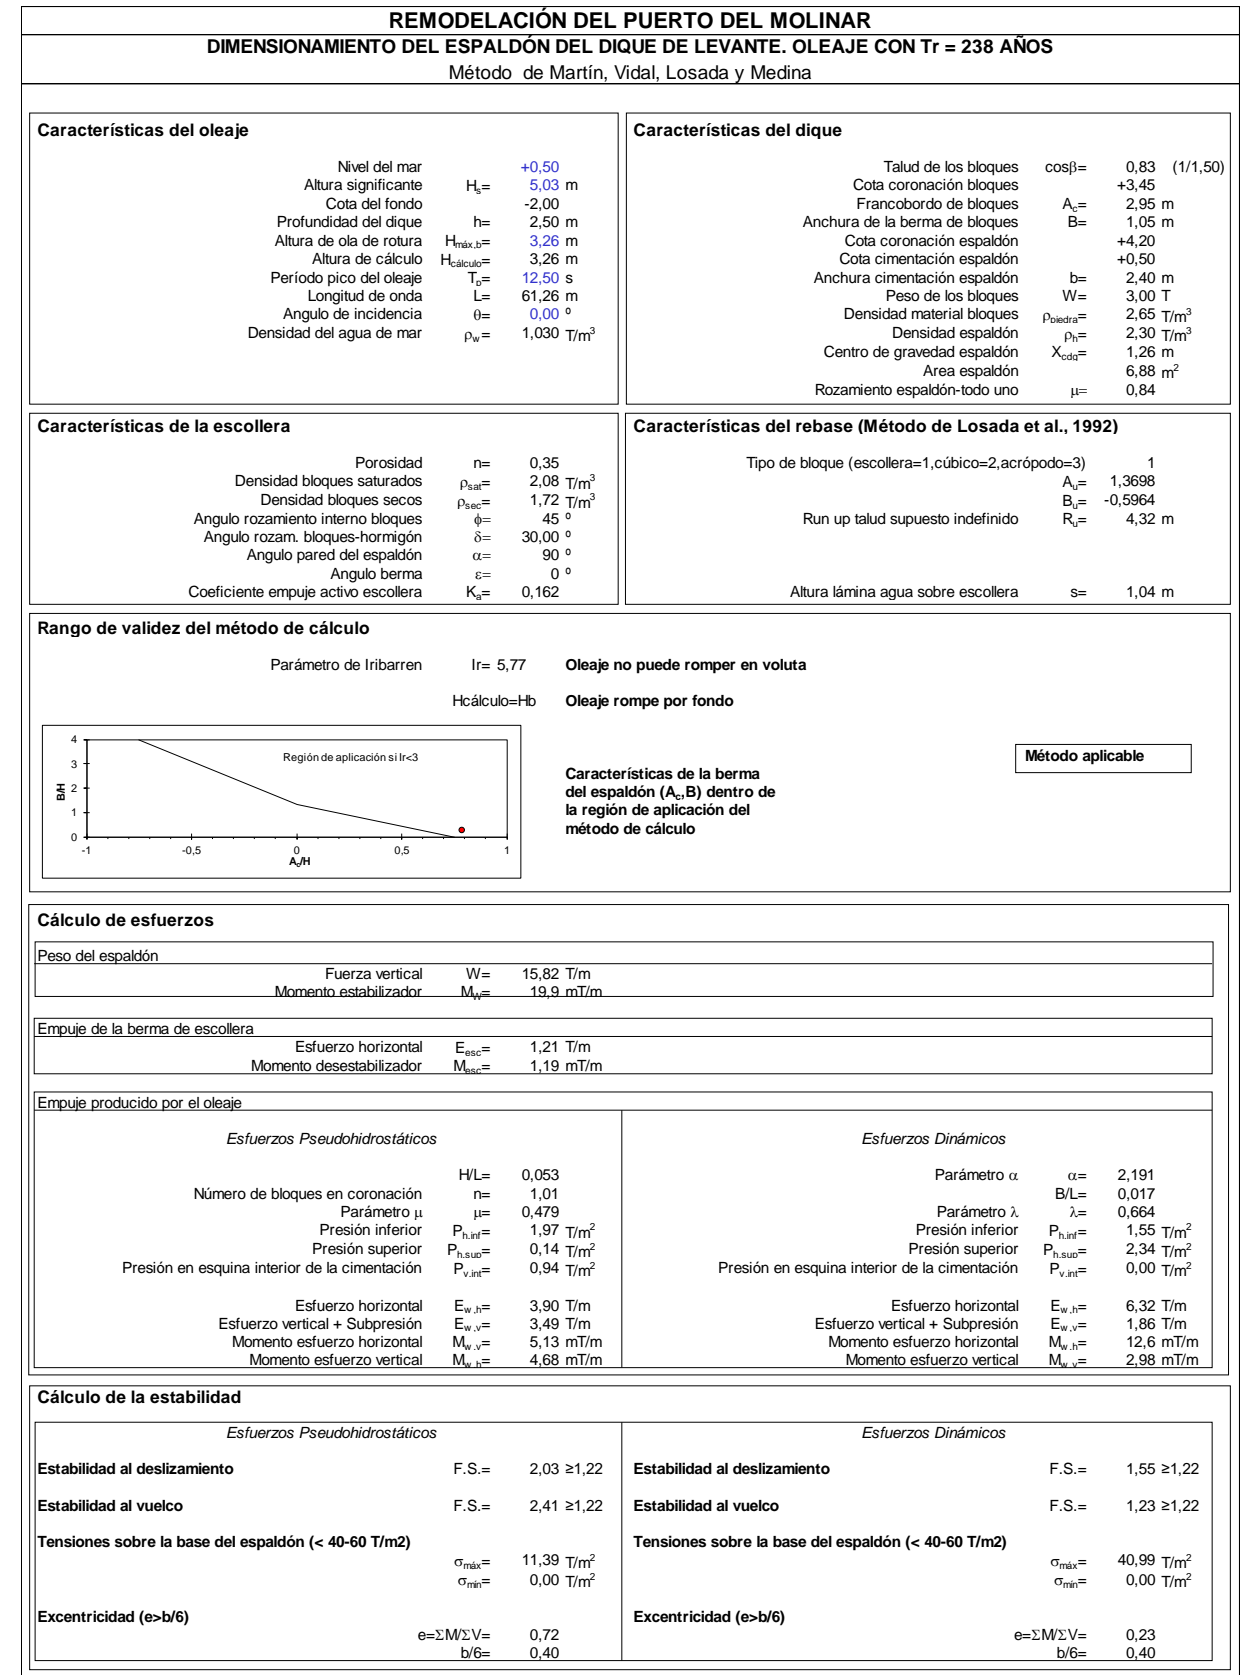 REMODELACIÓN DEL PUERTO DEL MOLINAR
DIMENSIONAMIENTO DEL ESPALDÓN DEL DIQUE DE LEVANTE. OLEAJE CON Tr = 238 AÑOS
Método de Martín, Vidal, Losada y Medina
Características del oleaje
Nivel del mar +0,50
Altura significante Hs= 5,03 m
Cota del fondo -2,00
Profundidad del dique h= 2,50 m
Altura de ola de rotura Hmáx,b= 3,26 m
Altura de cálculo Hcálculo= 3,26 m
Período pico del oleaje Tp= 12,50 s
Longitud de onda L= 61,26 m
Angulo de incidencia θ= 0,00 º
Densidad del agua de mar ρw= 1,030 T/m³
Características del dique
Talud de los bloques cosβ= 0,83 (1/1,50)
Cota coronación bloques +3,45
Francobordo de bloques Ac= 2,95 m
Anchura de la berma de bloques B= 1,05 m
Cota coronación espaldón +4,20
Cota cimentación espaldón +0,50
Anchura cimentación espaldón b= 2,40 m
Peso de los bloques W= 3,00 T
Densidad material bloques ρpiedra= 2,65 T/m³
Densidad espaldón ρh= 2,30 T/m³
Centro de gravedad espaldón Xcdg= 1,26 m
Area espaldón 6,88 m²
Rozamiento espaldón-todo uno μ= 0,84
Características de la escollera
Porosidad n= 0,35
Densidad bloques saturados ρsat= 2,08 T/m³
Densidad bloques secos ρsec= 1,72 T/m³
Angulo rozamiento interno bloques ϕ= 45 º
Angulo rozam. bloques-hormigón δ= 30,00 º
Angulo pared del espaldón α= 90 º
Angulo berma ε= 0 º
Coeficiente empuje activo escollera Ka= 0,162
Características del rebase (Método de Losada et al., 1992)
Tipo de bloque (escollera=1,cúbico=2,acrópodo=3) 1
Au= 1,3698
Bu= -0,5964
Run up talud supuesto indefinido Ru= 4,32 m
Altura lámina agua sobre escollera s= 1,04 m
Rango de validez del método de cálculo
Parámetro de Iribarren Ir= 5,77 Oleaje no puede romper en voluta
Hcálculo=Hb Oleaje rompe por fondo
Región de aplicación si Ir<3
4
3
2
1
0
B/H
-1 -0,5 0 0,5 1
Ac/H
Características de la berma
del espaldón (Ac,B) dentro de
la región de aplicación del
método de cálculo
Método aplicable
Cálculo de esfuerzos
Peso del espaldón
Fuerza vertical W= 15,82 T/m
Momento estabilizador MW= 19,9 mT/m
Empuje de la berma de escollera
Esfuerzo horizontal Eesc= 1,21 T/m
Momento desestabilizador Mesc= 1,19 mT/m
Empuje producido por el oleaje
Esfuerzos Pseudohidrostáticos
H/L= 0,053
Número de bloques en coronación n= 1,01
Parámetro μ μ= 0,479
Presión inferior Ph.inf= 1,97 T/m²
Presión superior Ph.sup= 0,14 T/m²
Presión en esquina interior de la cimentación Pv.int= 0,94 T/m²
Esfuerzo horizontal Ew,h= 3,90 T/m
Esfuerzo vertical + Subpresión Ew,v= 3,49 T/m
Momento esfuerzo horizontal Mw,v= 5,13 mT/m
Momento esfuerzo vertical Mw,h= 4,68 mT/m
Esfuerzos Dinámicos
Parámetro α α= 2,191
B/L= 0,017
Parámetro λ λ= 0,664
Presión inferior Ph.inf= 1,55 T/m²
Presión superior Ph.sup= 2,34 T/m²
Presión en esquina interior de la cimentación Pv.int= 0,00 T/m²
Esfuerzo horizontal Ew,h= 6,32 T/m
Esfuerzo vertical + Subpresión Ew,v= 1,86 T/m
Momento esfuerzo horizontal Mw,h= 12,6 mT/m
Momento esfuerzo vertical Mw,v= 2,98 mT/m
Cálculo de la estabilidad
Esfuerzos Pseudohidrostáticos
Estabilidad al deslizamiento F.S.= 2,03 ≥1,22
Estabilidad al vuelco F.S.= 2,41 ≥1,22
Tensiones sobre la base del espaldón (< 40-60 T/m2)
σmáx= 11,39 T/m²
σmin= 0,00 T/m²
Excentricidad (e>b/6)
e=ΣM/ΣV= 0,72
b/6= 0,40
Esfuerzos Dinámicos
Estabilidad al deslizamiento F.S.= 1,55 ≥1,22
Estabilidad al vuelco F.S.= 1,23 ≥1,22
Tensiones sobre la base del espaldón (< 40-60 T/m2)
σmáx= 40,99 T/m²
σmin= 0,00 T/m²
Excentricidad (e>b/6)
e=ΣM/ΣV= 0,23
b/6= 0,40